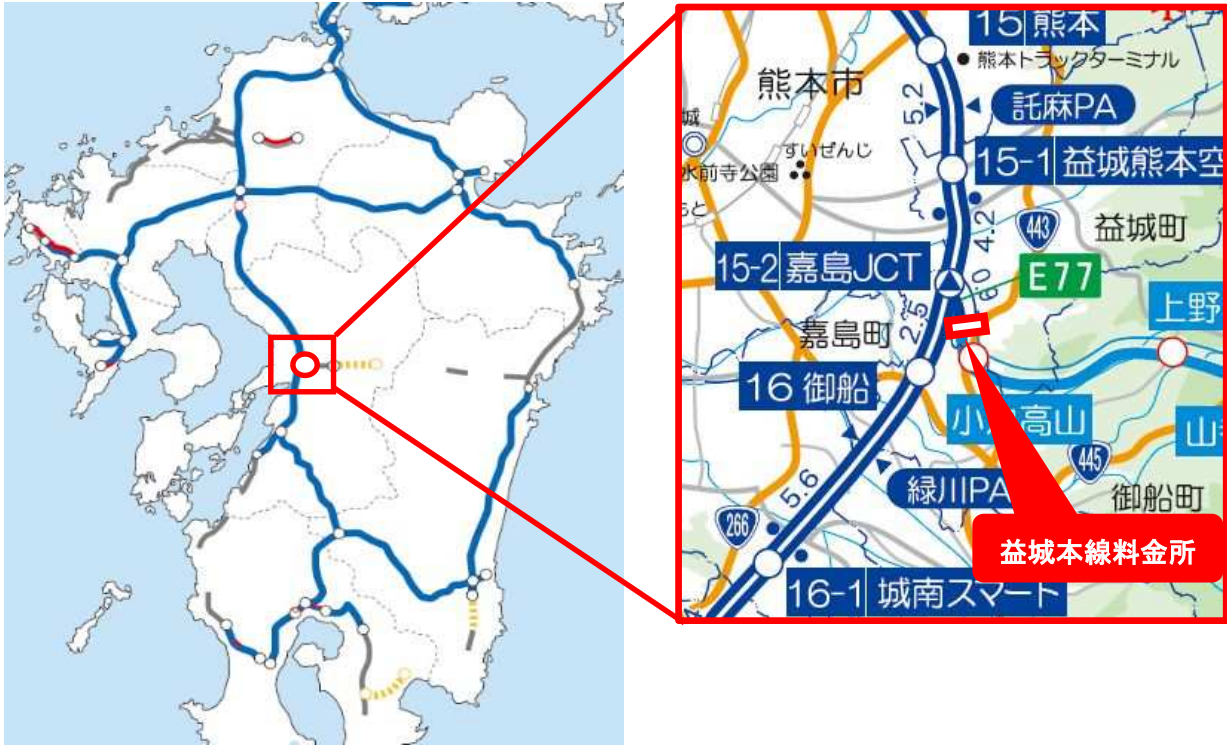 15 熊本
熊本トラックターミナル
熊本市
託麻PA
5.2
城
すいぜんじ
水前寺公園
15-1 益城熊本空
もと
4.2
443
益城町
15-2 嘉島JCT
E77
6.0
上野
2.5
嘉島町
16 御船
高山
山
445
緑川PA
御船町
5.6
266
益城本線料金所
16-1 城南スマート